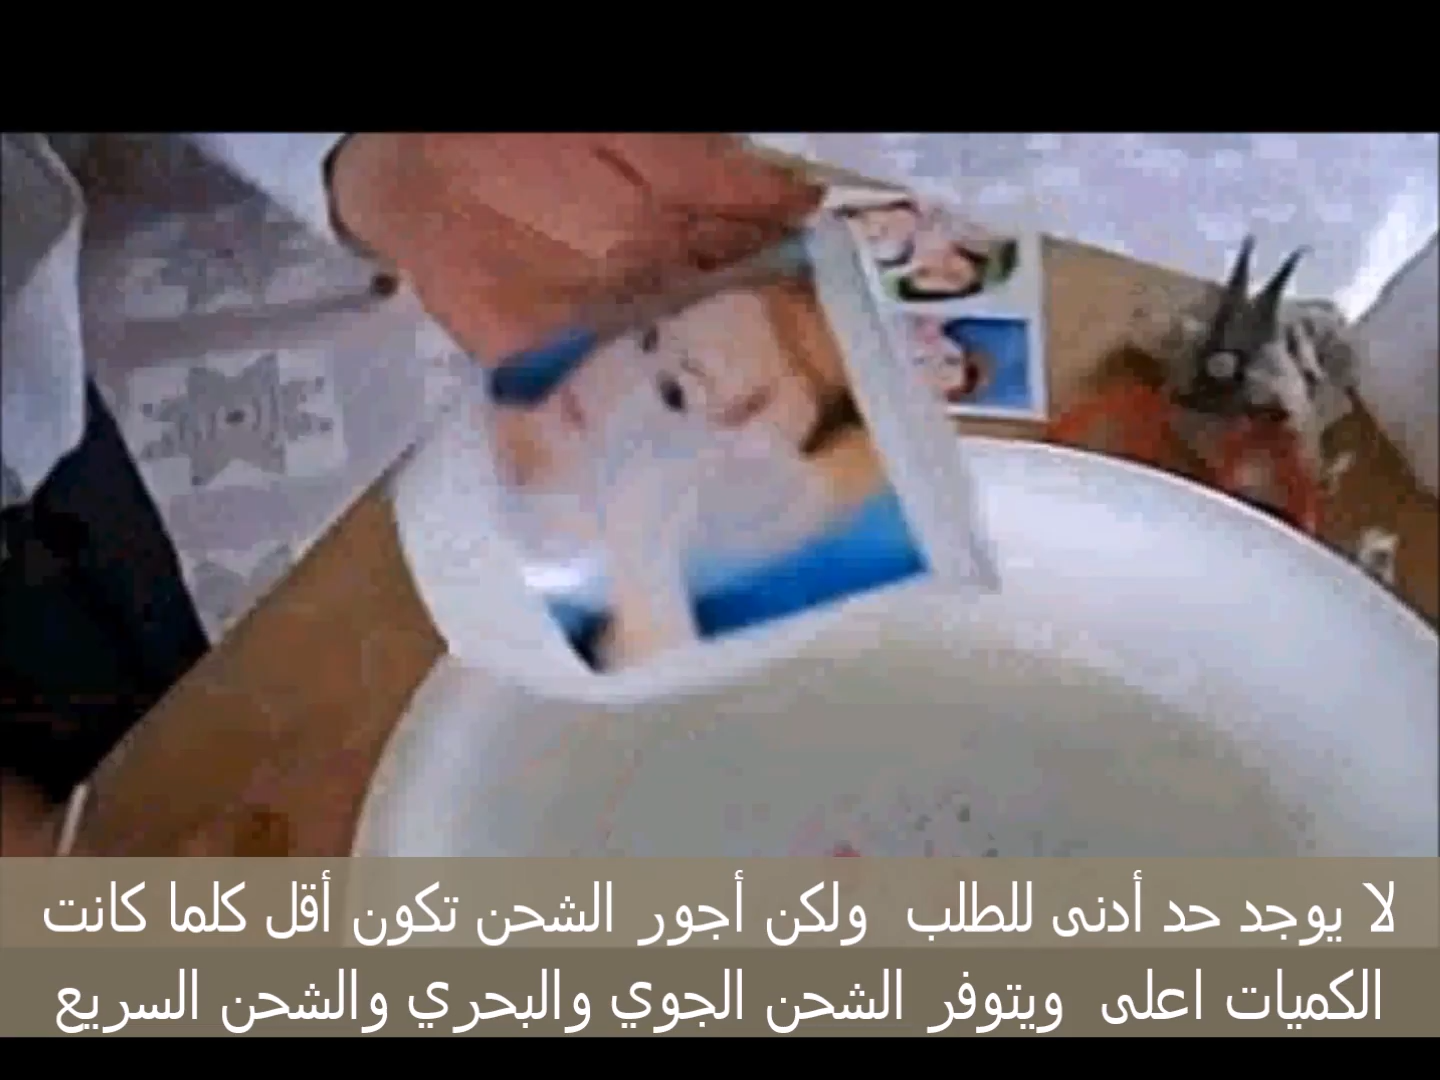 لا يوجد حد أدنى للطلب ولكن أجور الشحن تكون أقل كلما كانت
الكميات اعلى ويتوفر الشحن الجوي والبحري والشحن السريع